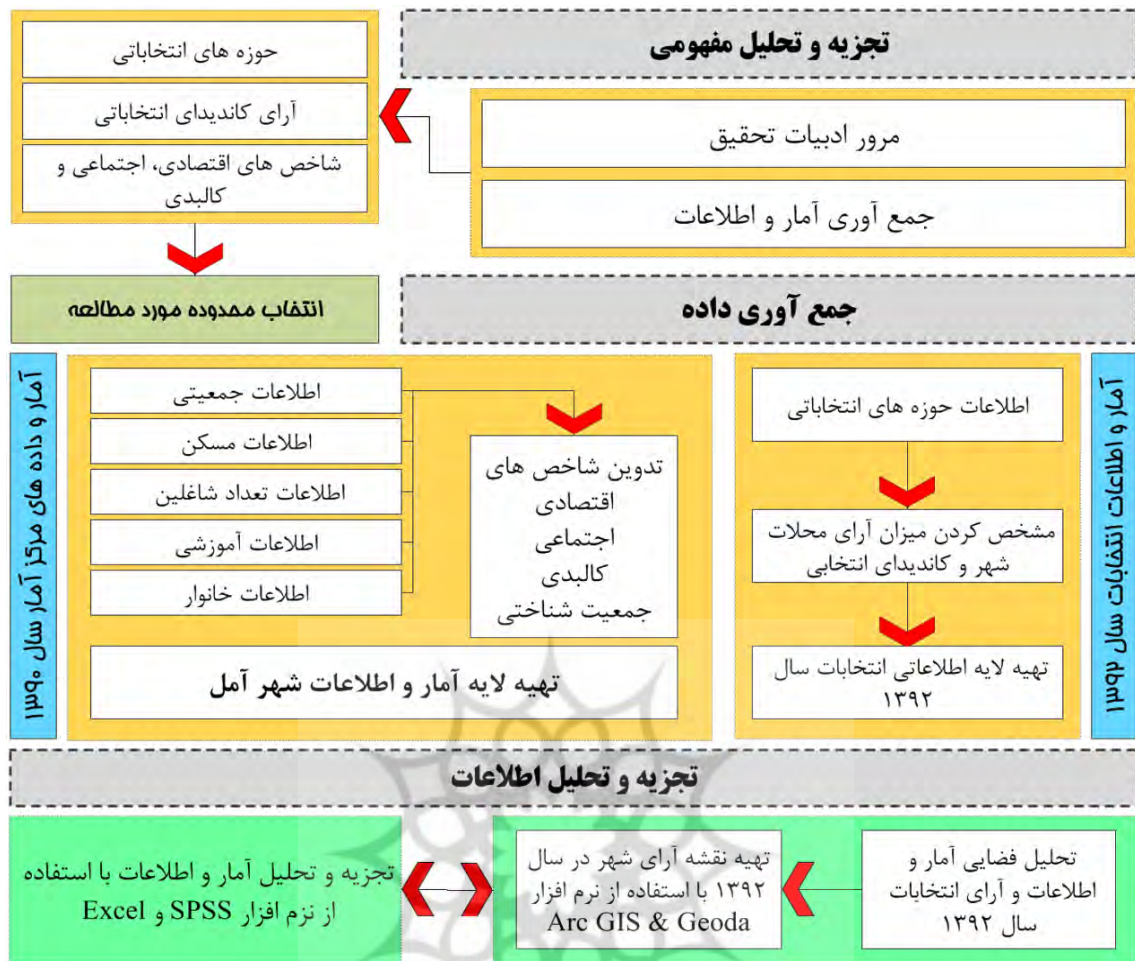 تجزیه و تحلیل مفهومی
مرور ادبیات تحقیق
جمع آوری آمار و اطلاعات
حوزه های انتخاباتی
آرای کاندیدای انتخاباتی
شاخص های اقتصادی، اجتماعی و
کالبدی
انتخاب محدوده مورد مطالعه
جمع آوری داده
آمار و اطلاعات انتخابات سال ۱۳۹۲
اطلاعات حوزه های انتخاباتی
مشخص کردن میزان آرای محلات
شهر و کاندیدای انتخابی
تهیه لایه اطلاعاتی انتخابات سال
۱۳۹۲
اطلاعات جمعیتی
اطلاعات مسکن
اطلاعات تعداد شاغلین
اطلاعات آموزشی
اطلاعات خانوار
تدوین شاخص های
اقتصادی
اجتماعی
کالبدی
جمعیت شناختی
تهیه لایه آمار و اطلاعات شهر آمل
آمار و داده های مرکز آمار سال ۱۳۹۰
تجزیه و تحلیل اطلاعات
تحلیل فضایی آمار و
اطلاعات و آرای انتخابات
سال ۱۳۹۲
تهیه نقشه آرای شهر در سال
۱۳۹۲ با استفاده از نرم افزار
Arc GIS & Geoda
تجزیه و تحلیل آمار و اطلاعات با استفاده
از نزم افزار SPSS و Excel